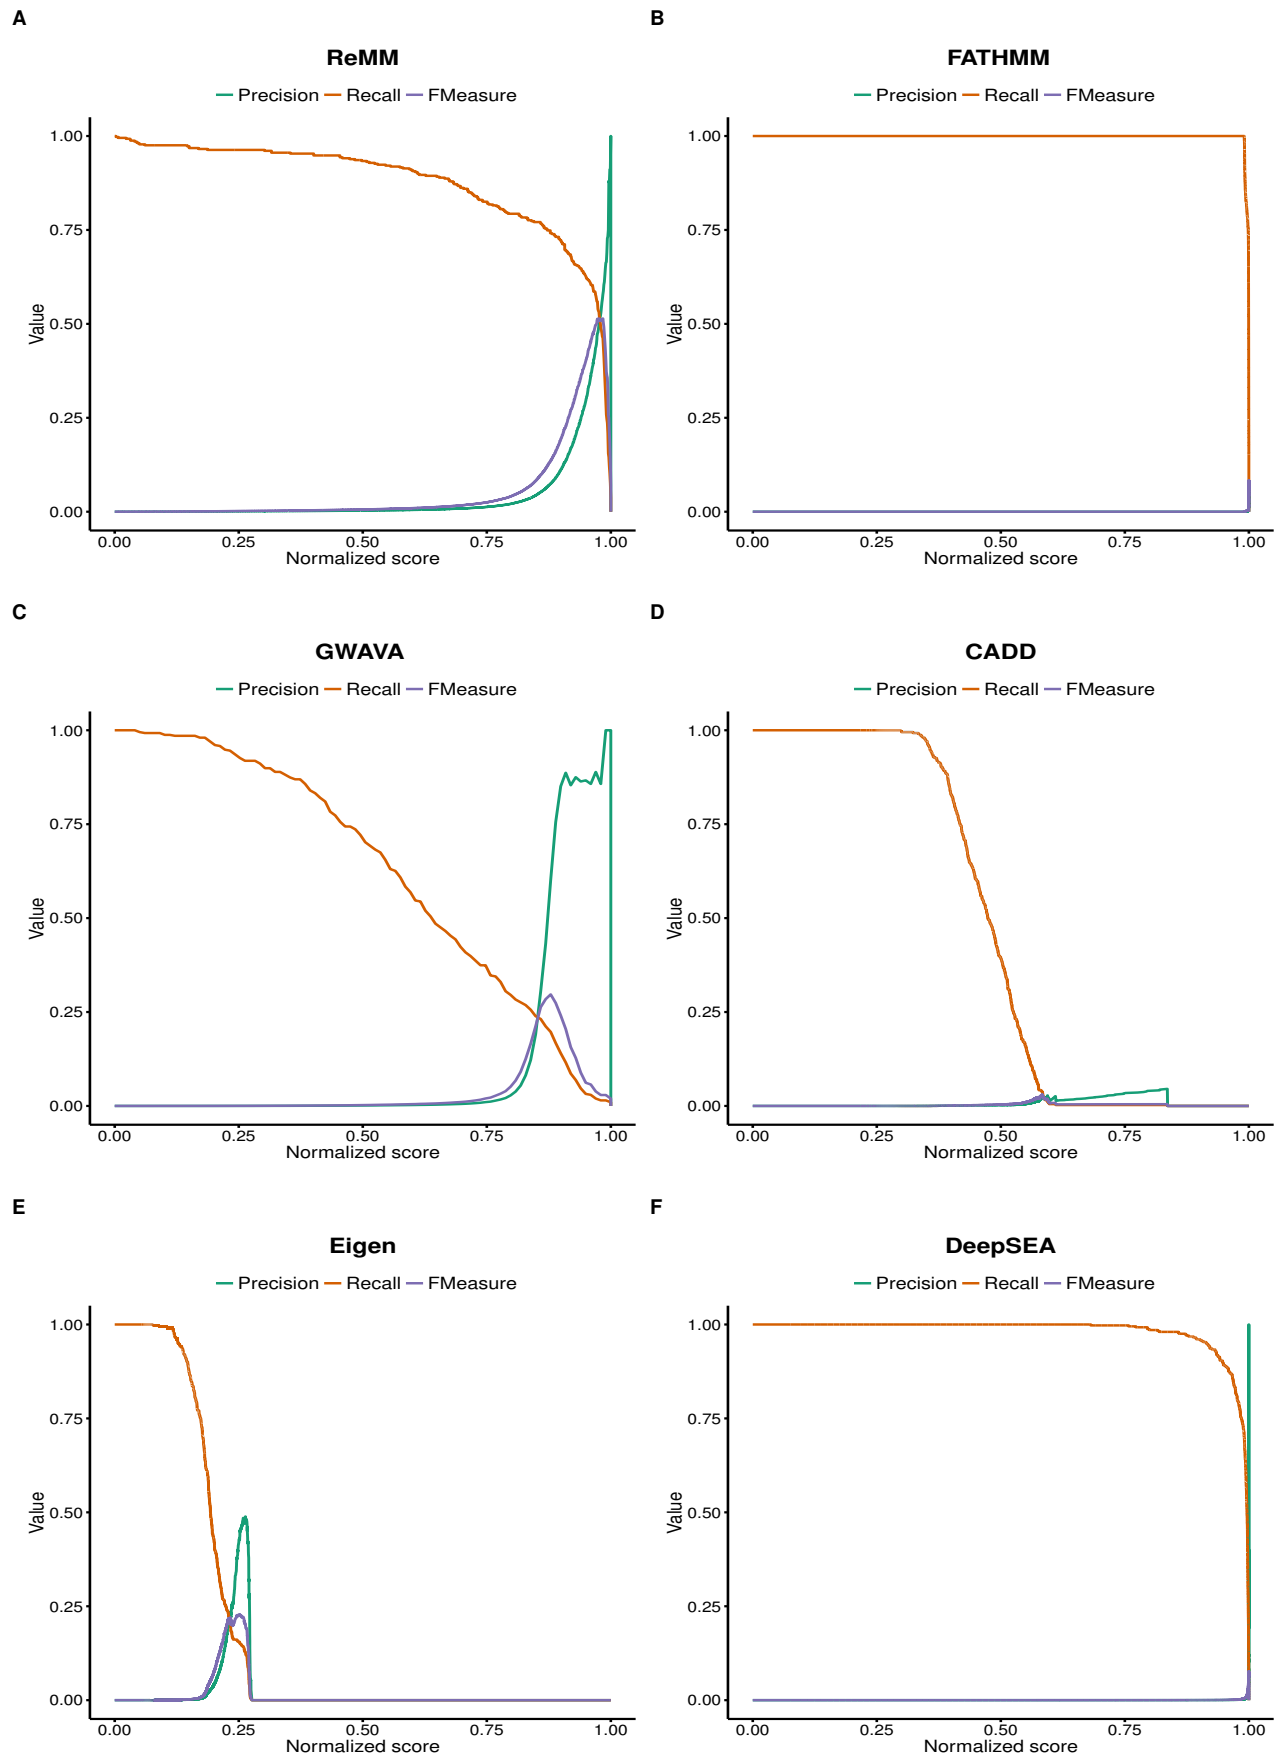 A
ReMM
Precision Recall FMeasure
1.00
0.75
0.50
0.25
0.00
Value
0.00 0.25 0.50 0.75 1.00
Normalized score
B
FATHMM
Precision Recall FMeasure
1.00
0.75
0.50
0.25
0.00
Value
0.00 0.25 0.50 0.75 1.00
Normalized score
C
GWAVA
Precision Recall FMeasure
1.00
0.75
0.50
0.25
0.00
Value
0.00 0.25 0.50 0.75 1.00
Normalized score
D
CADD
Precision Recall FMeasure
1.00
0.75
0.50
0.25
0.00
Value
0.00 0.25 0.50 0.75 1.00
Normalized score
E
Eigen
Precision Recall FMeasure
1.00
0.75
0.50
0.25
0.00
Value
0.00 0.25 0.50 0.75 1.00
Normalized score
F
DeepSEA
Precision Recall FMeasure
1.00
0.75
0.50
0.25
0.00
Value
0.00 0.25 0.50 0.75 1.00
Normalized score